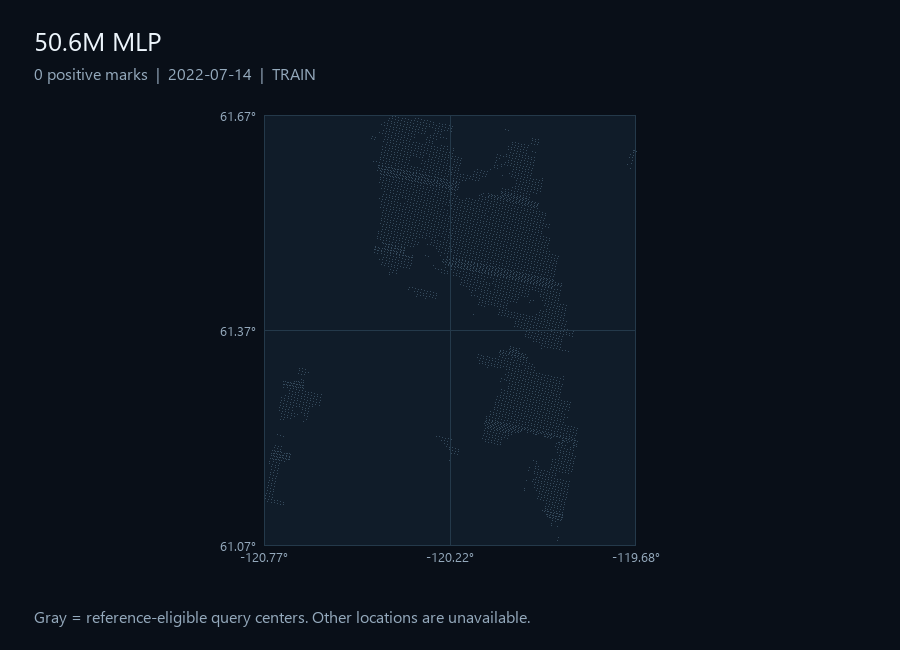 50.6M MLP
0 positive marks | 2022-07-14 | TRAIN
61.67°
61.37°
61.07°
-120.77°
-120.22°
-119.68°
Gray = reference-eligible query centers. Other locations are unavailable.